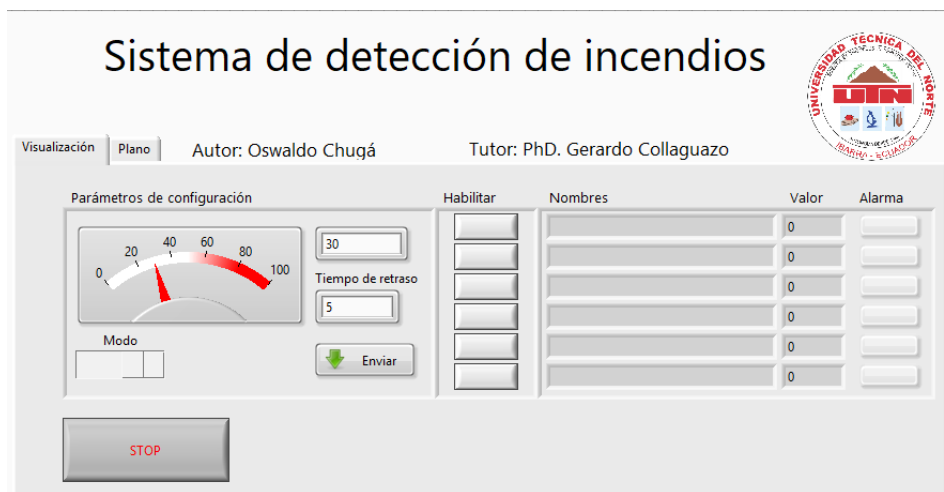 Sistema de detección de incendios
UNIVERSIDAD TÉCNICA DEL NORTE
UTN
IBARRA - ECUADOR
Visualización
Plano
Autor: Oswaldo Chugá
Tutor: PhD. Gerardo Collaguazo
Parámetros de configuración
Habilitar
Nombres
Valor
Alarma
0
20
40
60
80
100
30
Tiempo de retraso
5
Modo
Enviar
0
0
0
0
0
0
STOP